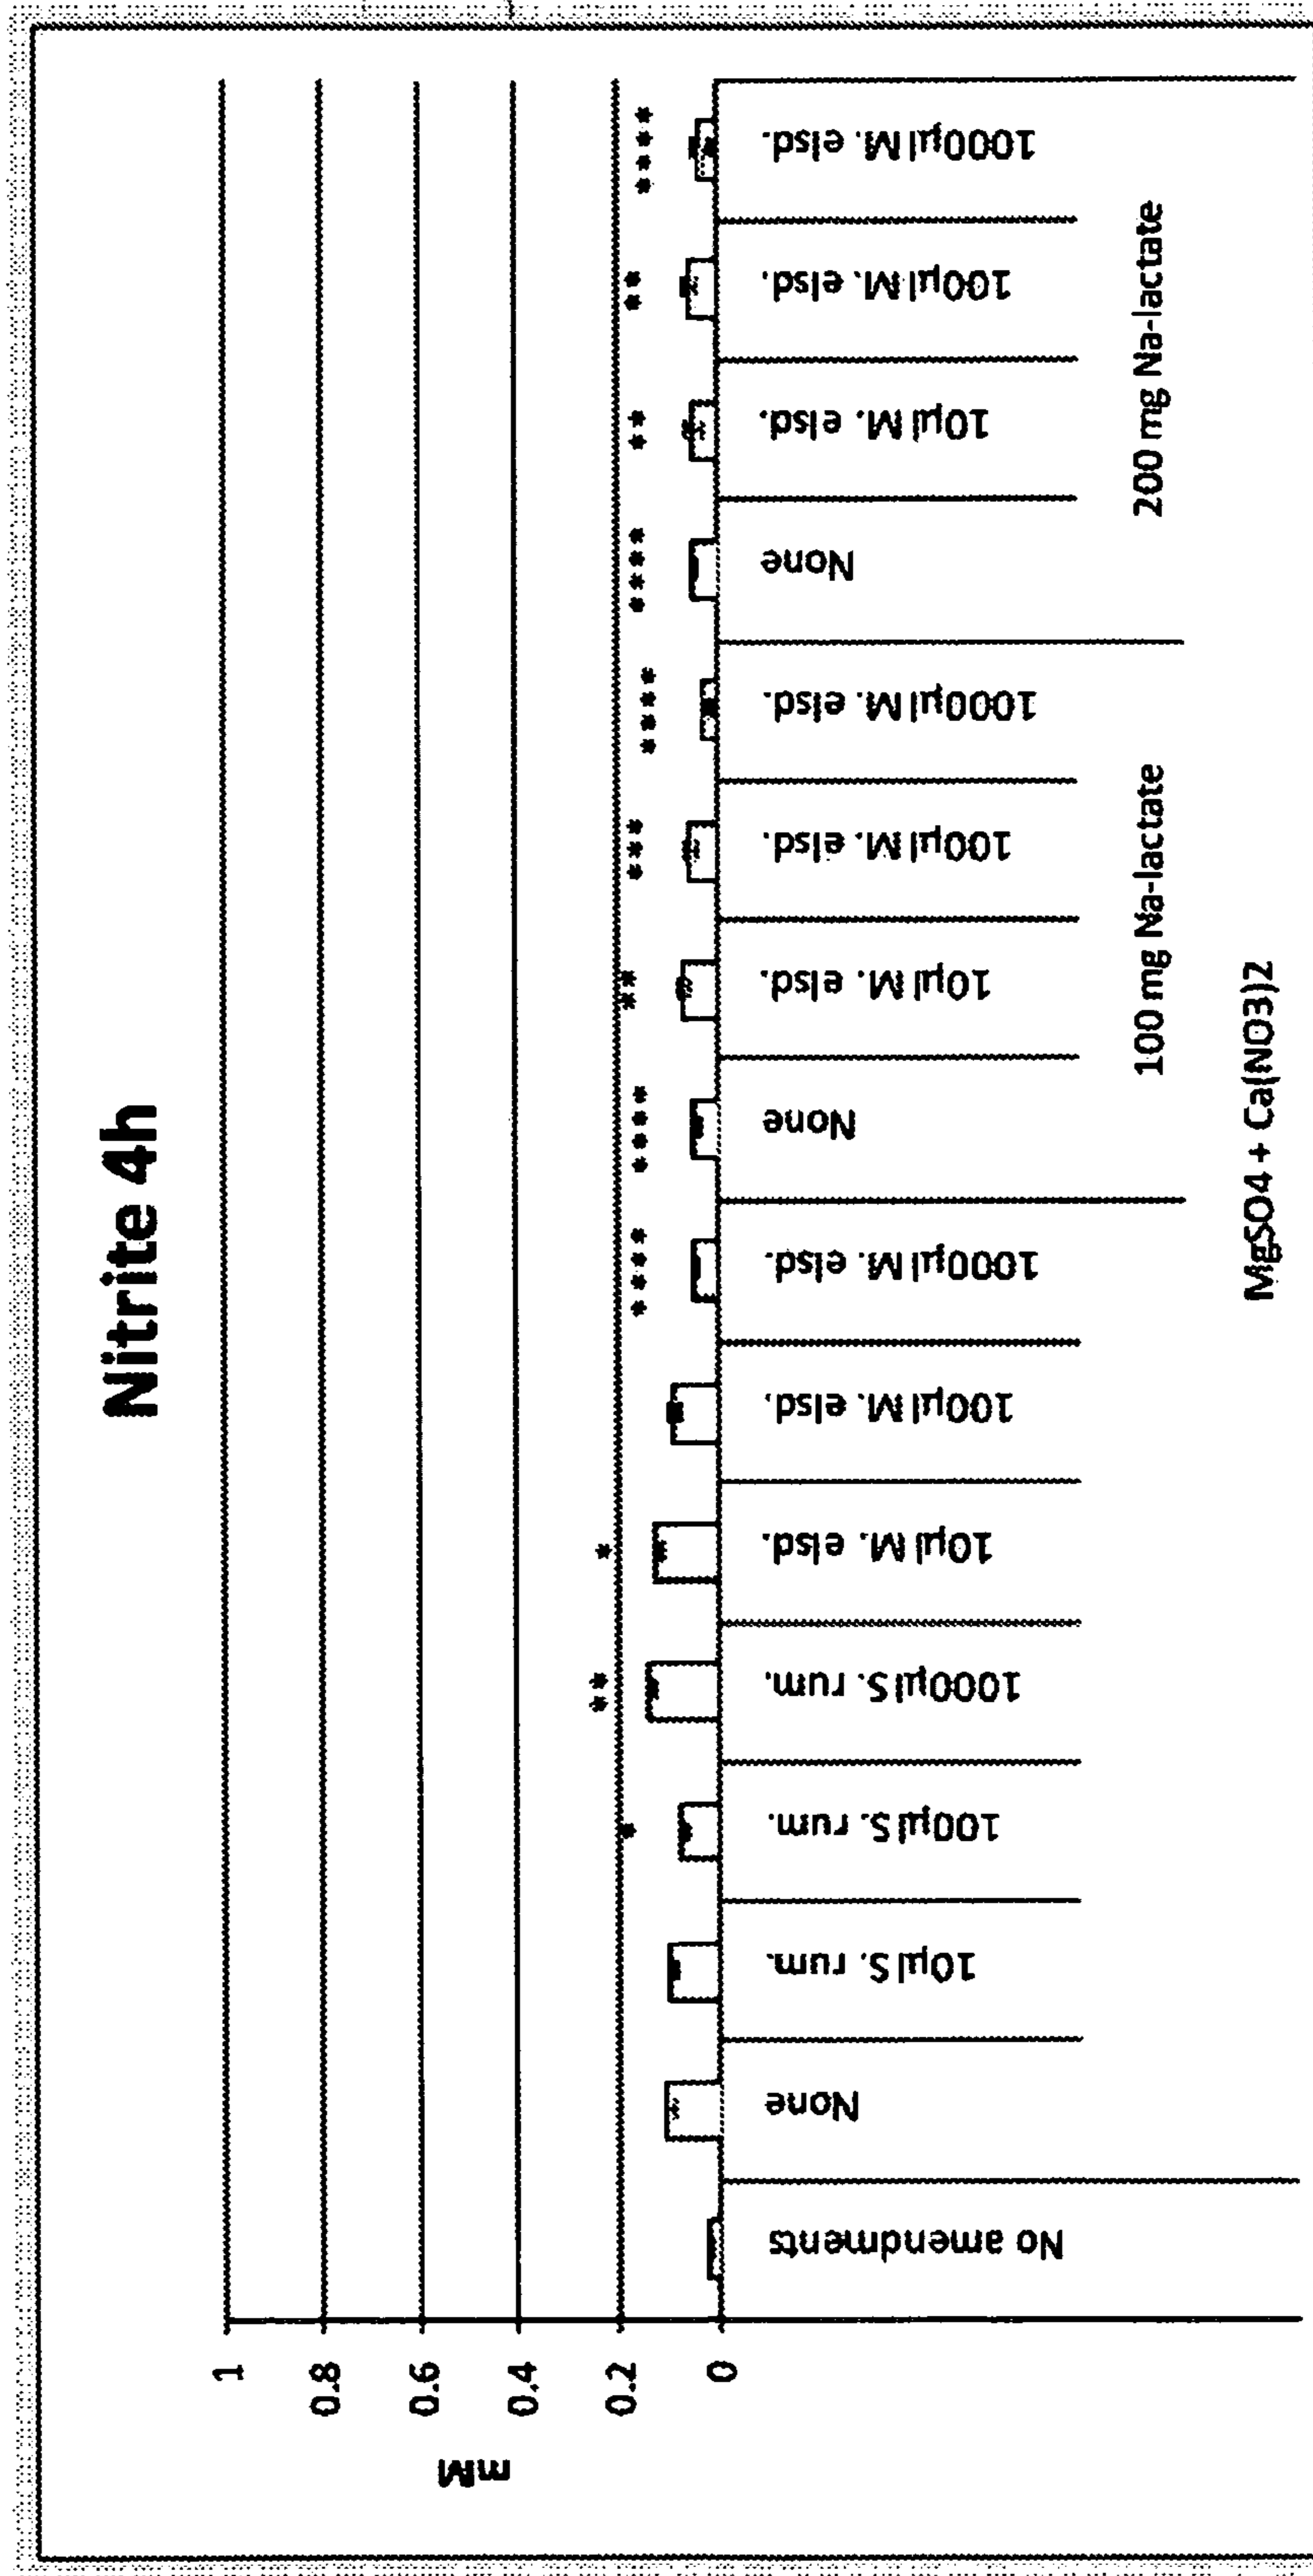 Nitrite 4h
mM
1
0.8
0.6
0.4
0.2
0
*
**
*
****
****
**
***
****
****
**
**
****
No amendments
None
10µl S. rum.
100µl S. rum.
1000µl S. rum.
10µl M. elsd.
100µl M. elsd.
1000µl M. elsd.
None
10µl M. elsd.
100µl M. elsd.
1000µl M. elsd.
None
10µl M. elsd.
100µl M. elsd.
1000µl M. elsd.
100 mg Na-lactate
200 mg Na-lactate
MgSO4 + Ca(NO3)2